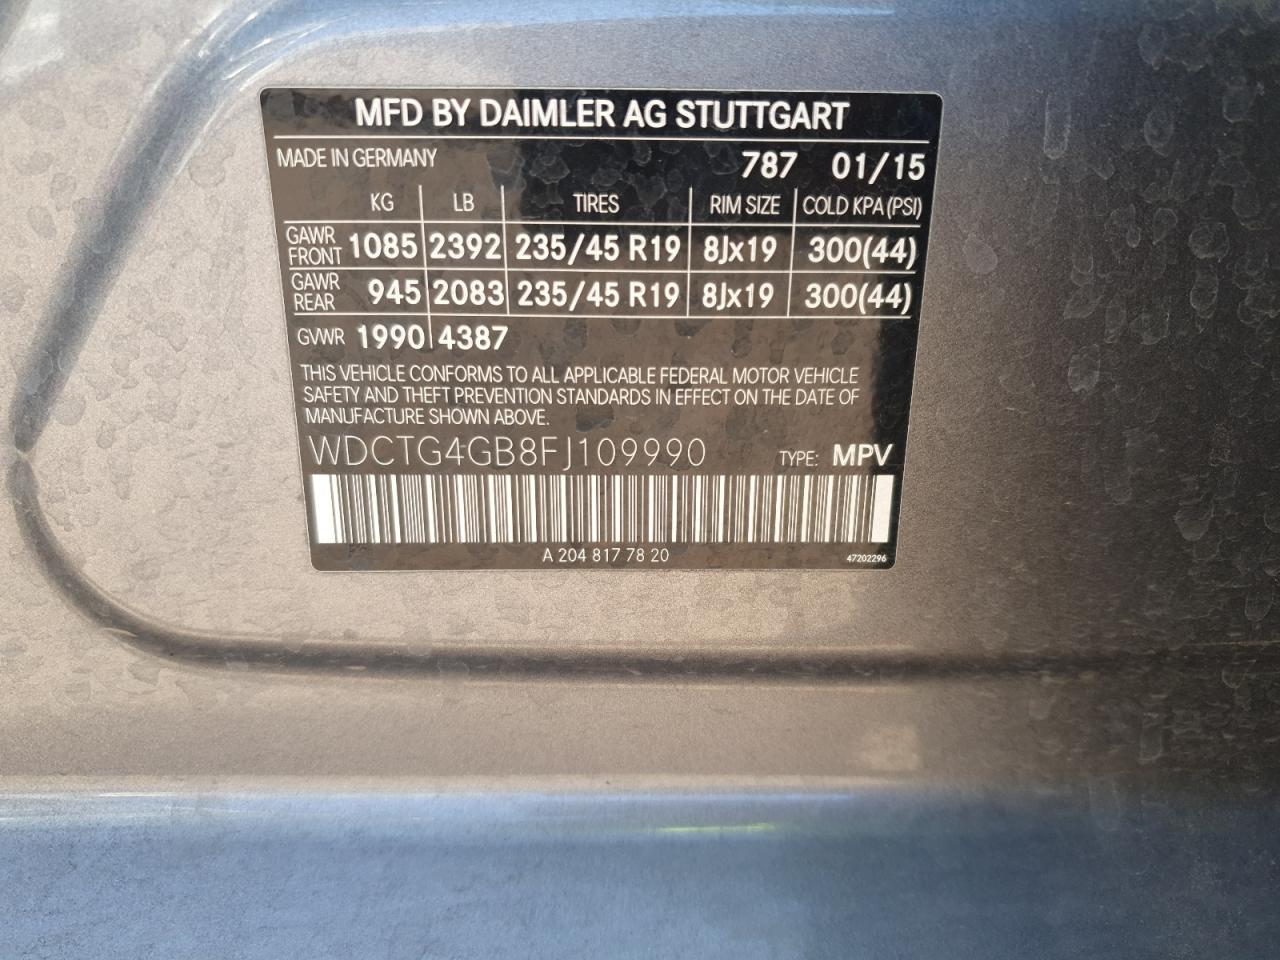 MFD BY DAIMLER AG STUTTGART
MADE IN GERMANY 787 01/15
KG LB TIRES RIM SIZE COLD KPA (PSI)
GAWR FRONT 1085 2392 235/45 R19 8Jx19 300(44)
GAWR REAR 945 2083 235/45 R19 8Jx19 300(44)
GVWR 1990 4387
THIS VEHICLE CONFORMS TO ALL APPLICABLE FEDERAL MOTOR VEHICLE
SAFETY AND THEFT PREVENTION STANDARDS IN EFFECT ON THE DATE OF
MANUFACTURE SHOWN ABOVE.
WDCTG4GB8FJ109990 TYPE: MPV
A 204 817 78 20 47202296